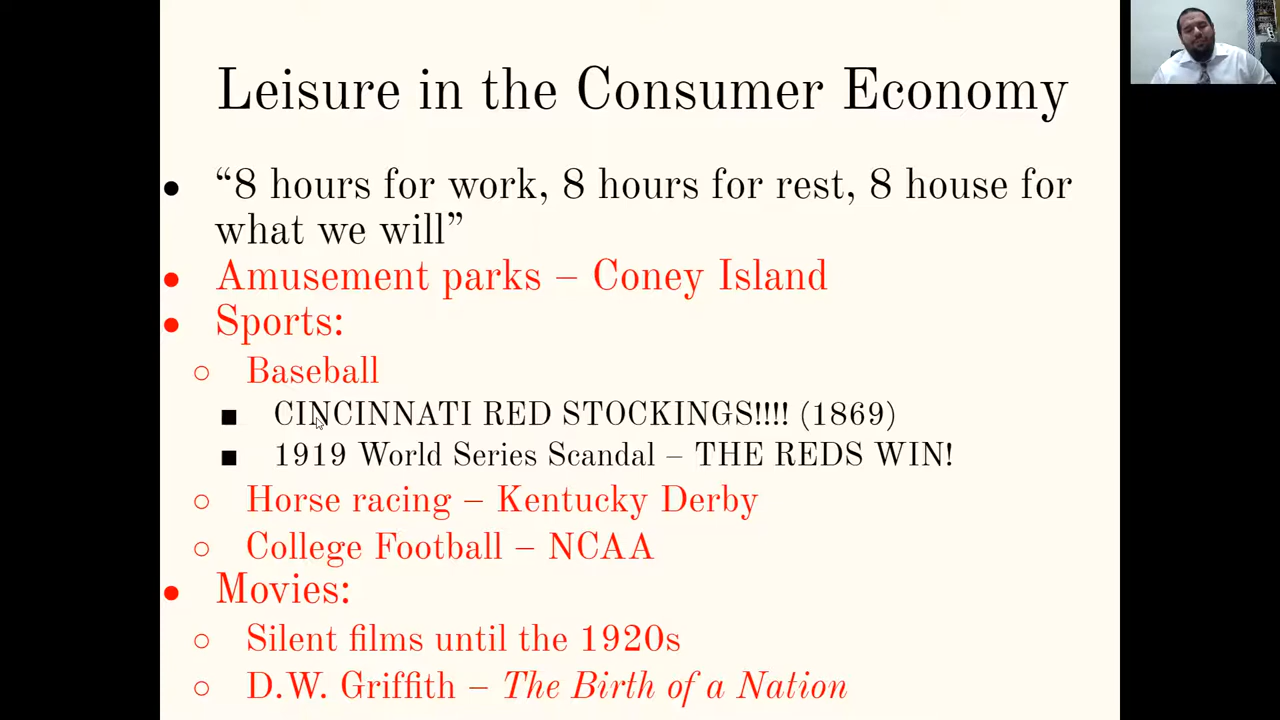 Leisure in the Consumer Economy
● “8 hours for work, 8 hours for rest, 8 house for
what we will”
● Amusement parks – Coney Island
● Sports:
○ Baseball
■ CINCINNATI RED STOCKINGS!!!! (1869)
■ 1919 World Series Scandal – THE REDS WIN!
○ Horse racing – Kentucky Derby
○ College Football – NCAA
● Movies:
○ Silent films until the 1920s
○ D.W. Griffith – The Birth of a Nation